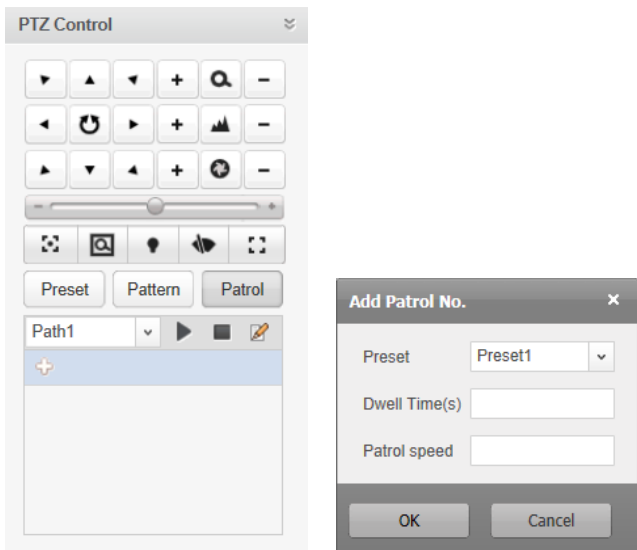 PTZ Control
Preset Pattern Patrol
Path1
Add Patrol No.
Preset Preset1
Dwell Time(s)
Patrol speed
OK Cancel